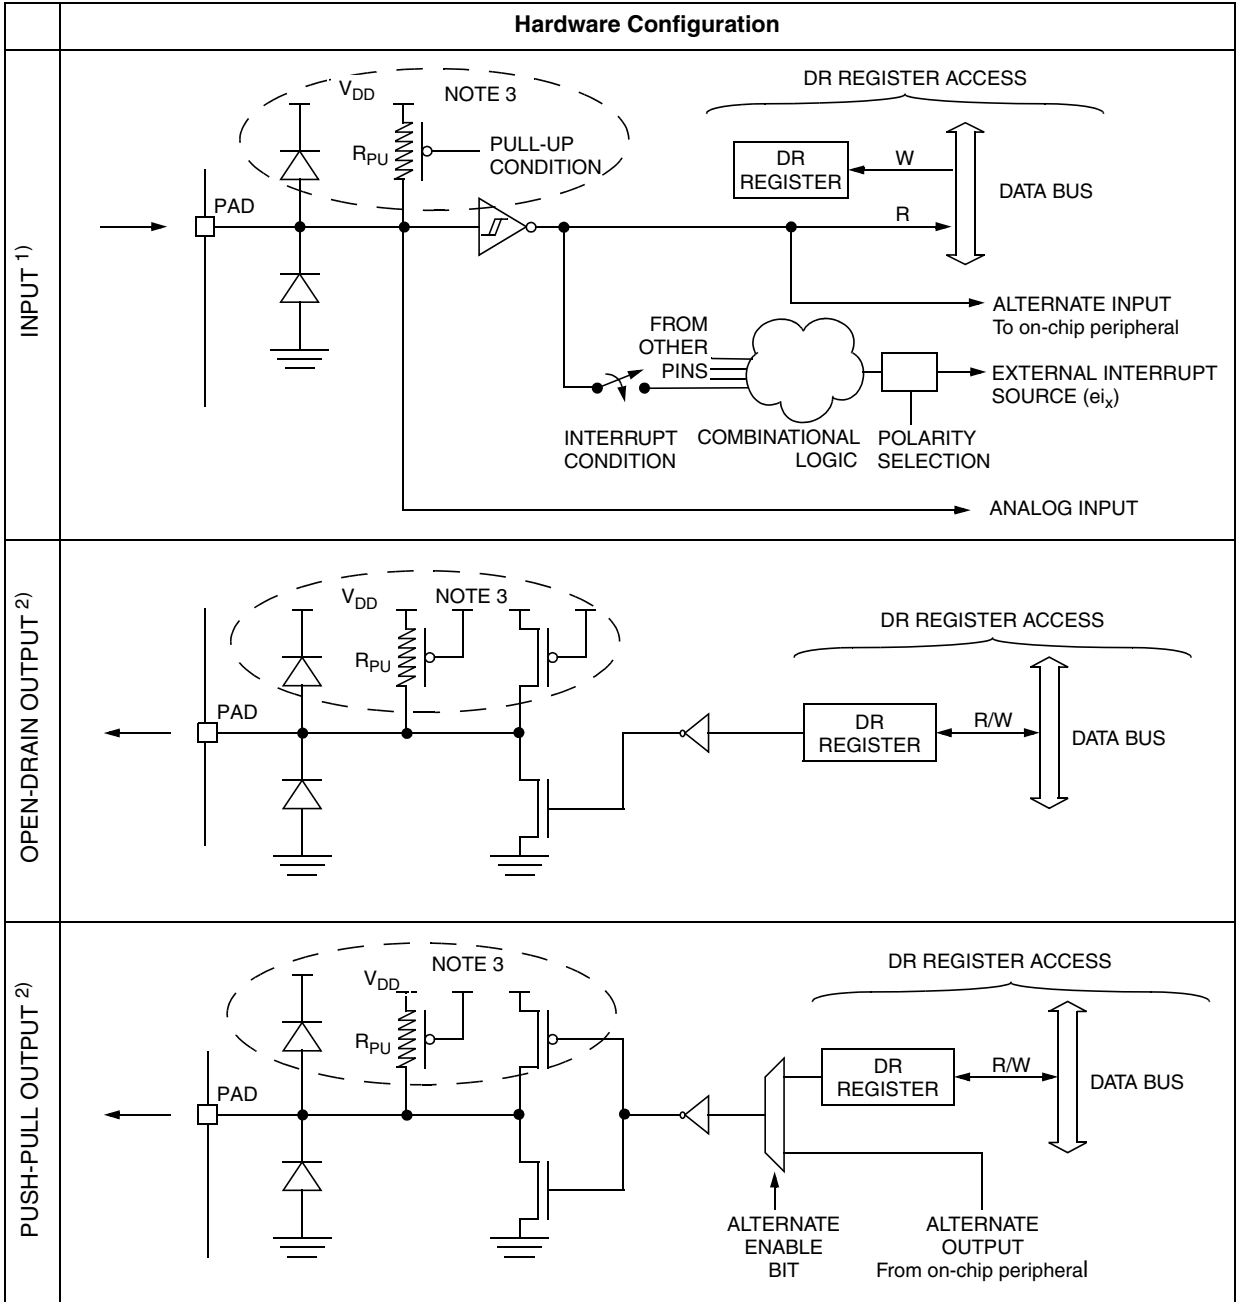 Hardware Configuration
INPUT 1)
VDD
NOTE 3
RPU
PULL-UP
CONDITION
PAD
DR REGISTER ACCESS
DR
REGISTER
W
R
DATA BUS
ALTERNATE INPUT
To on-chip peripheral
FROM
OTHER
PINS
EXTERNAL INTERRUPT
SOURCE (eix)
INTERRUPT
CONDITION
COMBINATIONAL
LOGIC
POLARITY
SELECTION
ANALOG INPUT
OPEN-DRAIN OUTPUT 2)
VDD
NOTE 3
RPU
PAD
DR REGISTER ACCESS
DR
REGISTER
R/W
DATA BUS
PUSH-PULL OUTPUT 2)
NOTE 3
VDD
RPU
PAD
DR REGISTER ACCESS
DR
REGISTER
R/W
DATA BUS
ALTERNATE
ENABLE
BIT
ALTERNATE
OUTPUT
From on-chip peripheral